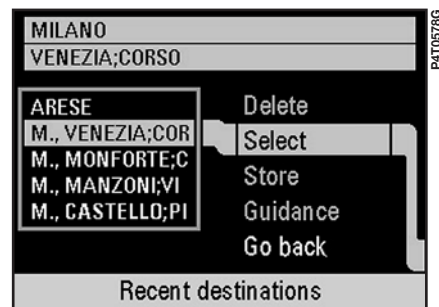 MILANO
VENEZIA;CORSO
ARESE
M., VENEZIA;COR
M., MONFORTE;C
M., MANZONI;VI
M., CASTELLO;PI
Delete
Select
Store
Guidance
Go back
Recent destinations
P4T0578G